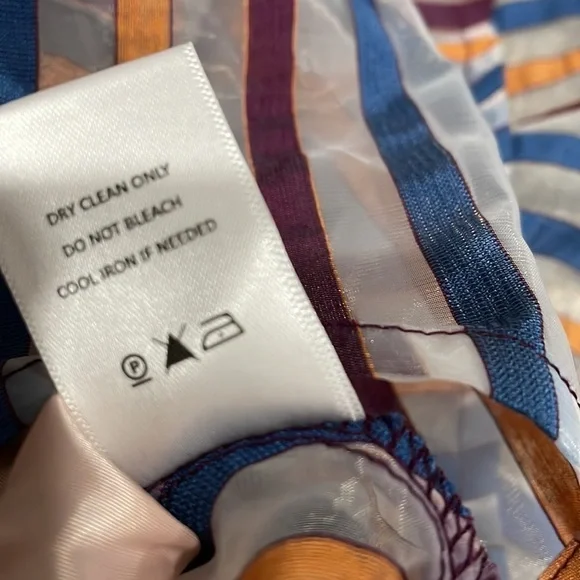 DRY CLEAN ONLY
DO NOT BLEACH
COOL IRON IF NEEDED
P